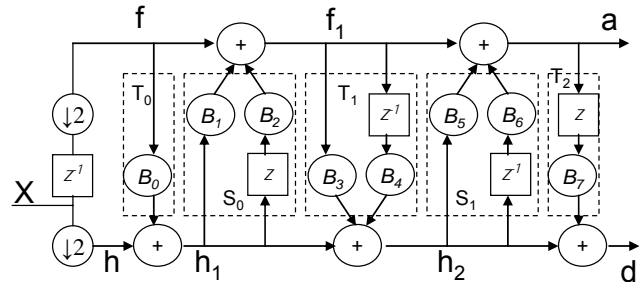 f f₁ a
+ +
T₀ T₁ T₂
↓2 B₁ B₂ z⁻¹ B₅ B₆ z
X z⁻¹ B₀ z B₃ B₄ z⁻¹ B₇
S₀ S₁
↓2 + + +
h h₁ h₂ d